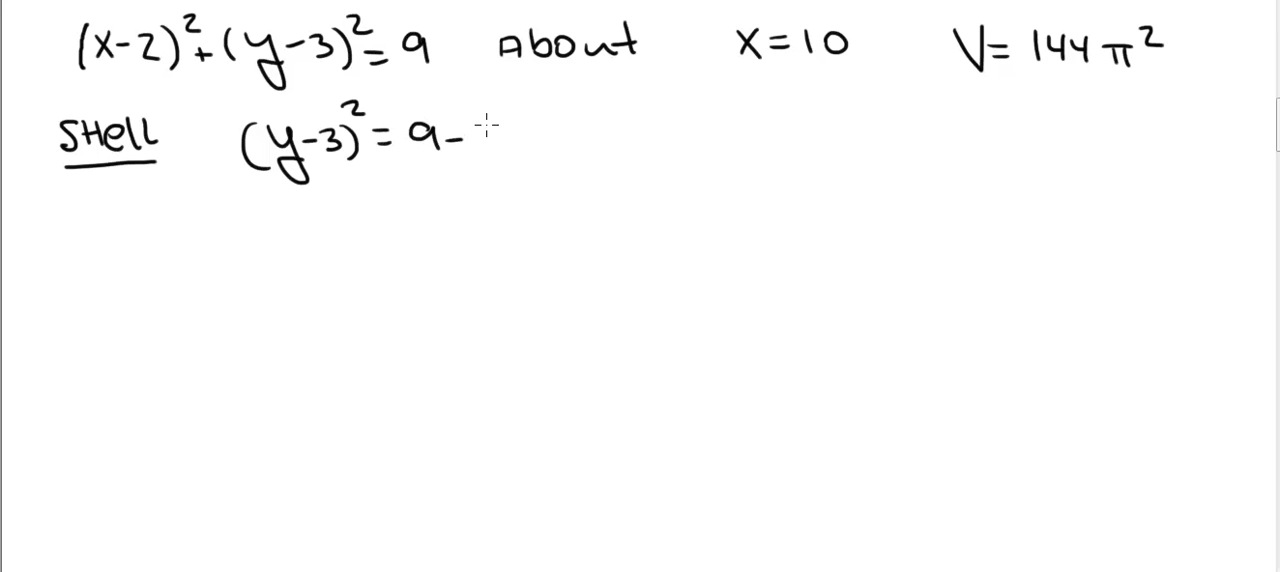 (x-2)²+(y-3)²=9 About x=10 V=144π²
SHell (y-3)²=9-